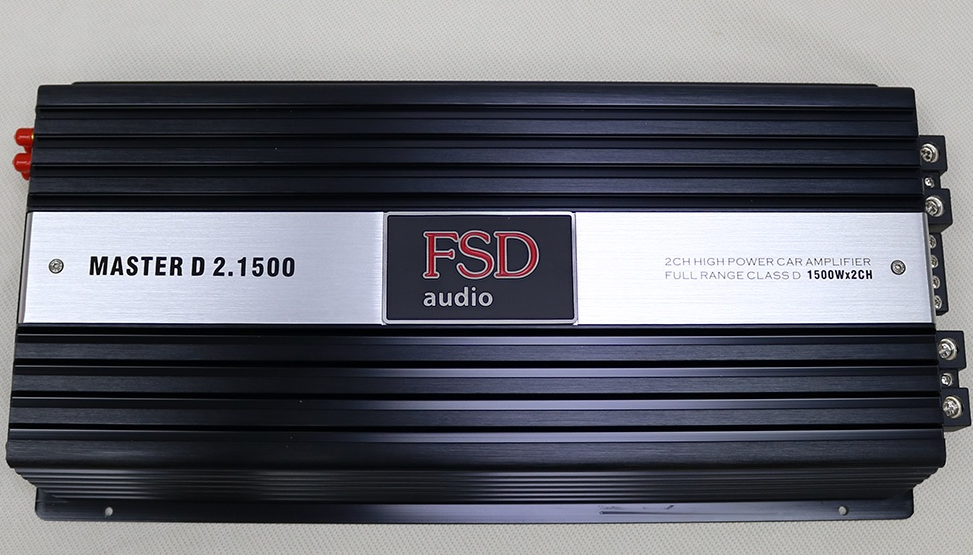 MASTER D 2.1500
FSD
audio
2CH HIGH POWER CAR AMPLIFIER
FULL RANGE CLASS D 1500Wx2CH